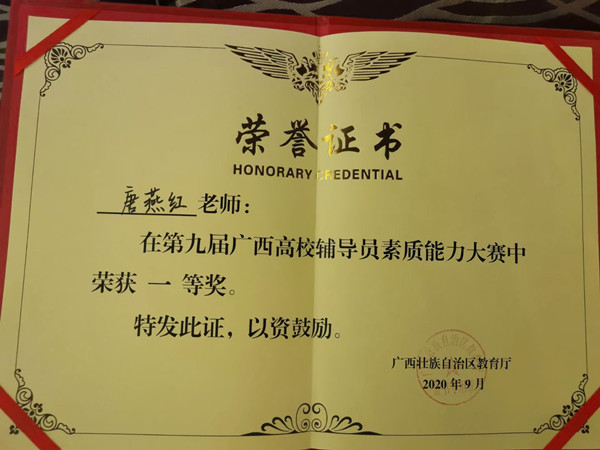 荣誉证书
HONORARY CREDENTIAL
唐燕红老师：
在第九届广西高校辅导员素质能力大赛中
荣获 一 等奖。
特发此证，以资鼓励。
广西壮族自治区教育厅
2020年9月